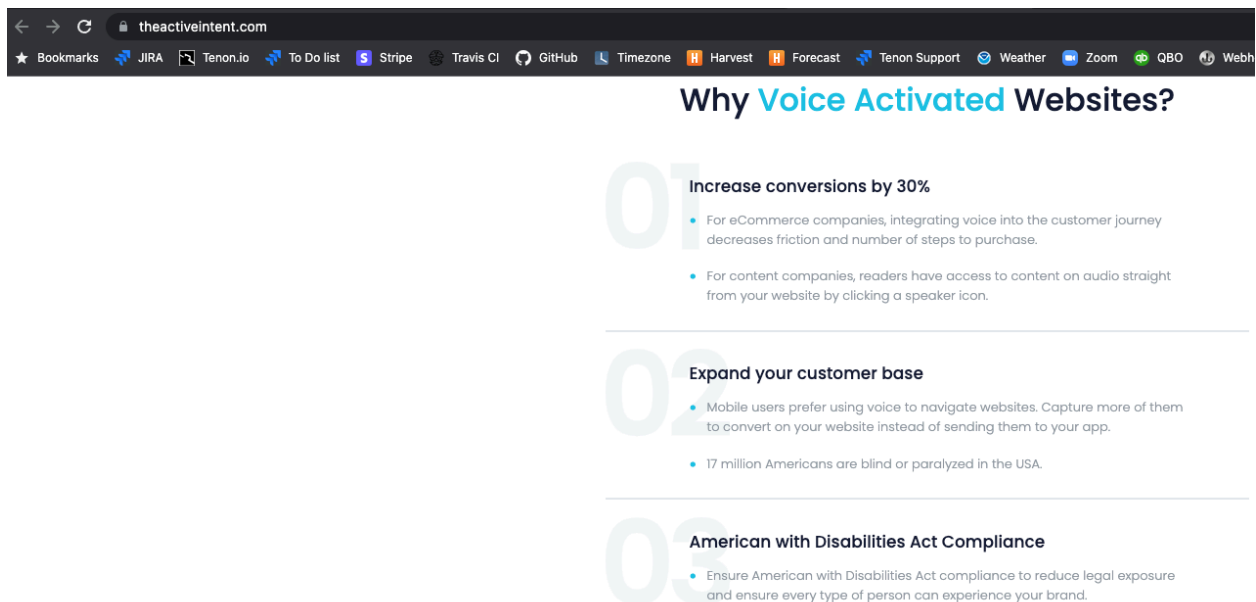 theactiveintent.com
Bookmarks JIRA Tenon.io To Do list S Stripe Travis CI GitHub L Timezone H Harvest H Forecast Tenon Support Weather Zoom qb QBO Webh
Why Voice Activated Websites?
01
Increase conversions by 30%
For eCommerce companies, integrating voice into the customer journey
decreases friction and number of steps to purchase.
For content companies, readers have access to content on audio straight
from your website by clicking a speaker icon.
02
Expand your customer base
Mobile users prefer using voice to navigate websites. Capture more of them
to convert on your website instead of sending them to your app.
17 million Americans are blind or paralyzed in the USA.
03
American with Disabilities Act Compliance
Ensure American with Disabilities Act compliance to reduce legal exposure
and ensure every type of person can experience your brand.